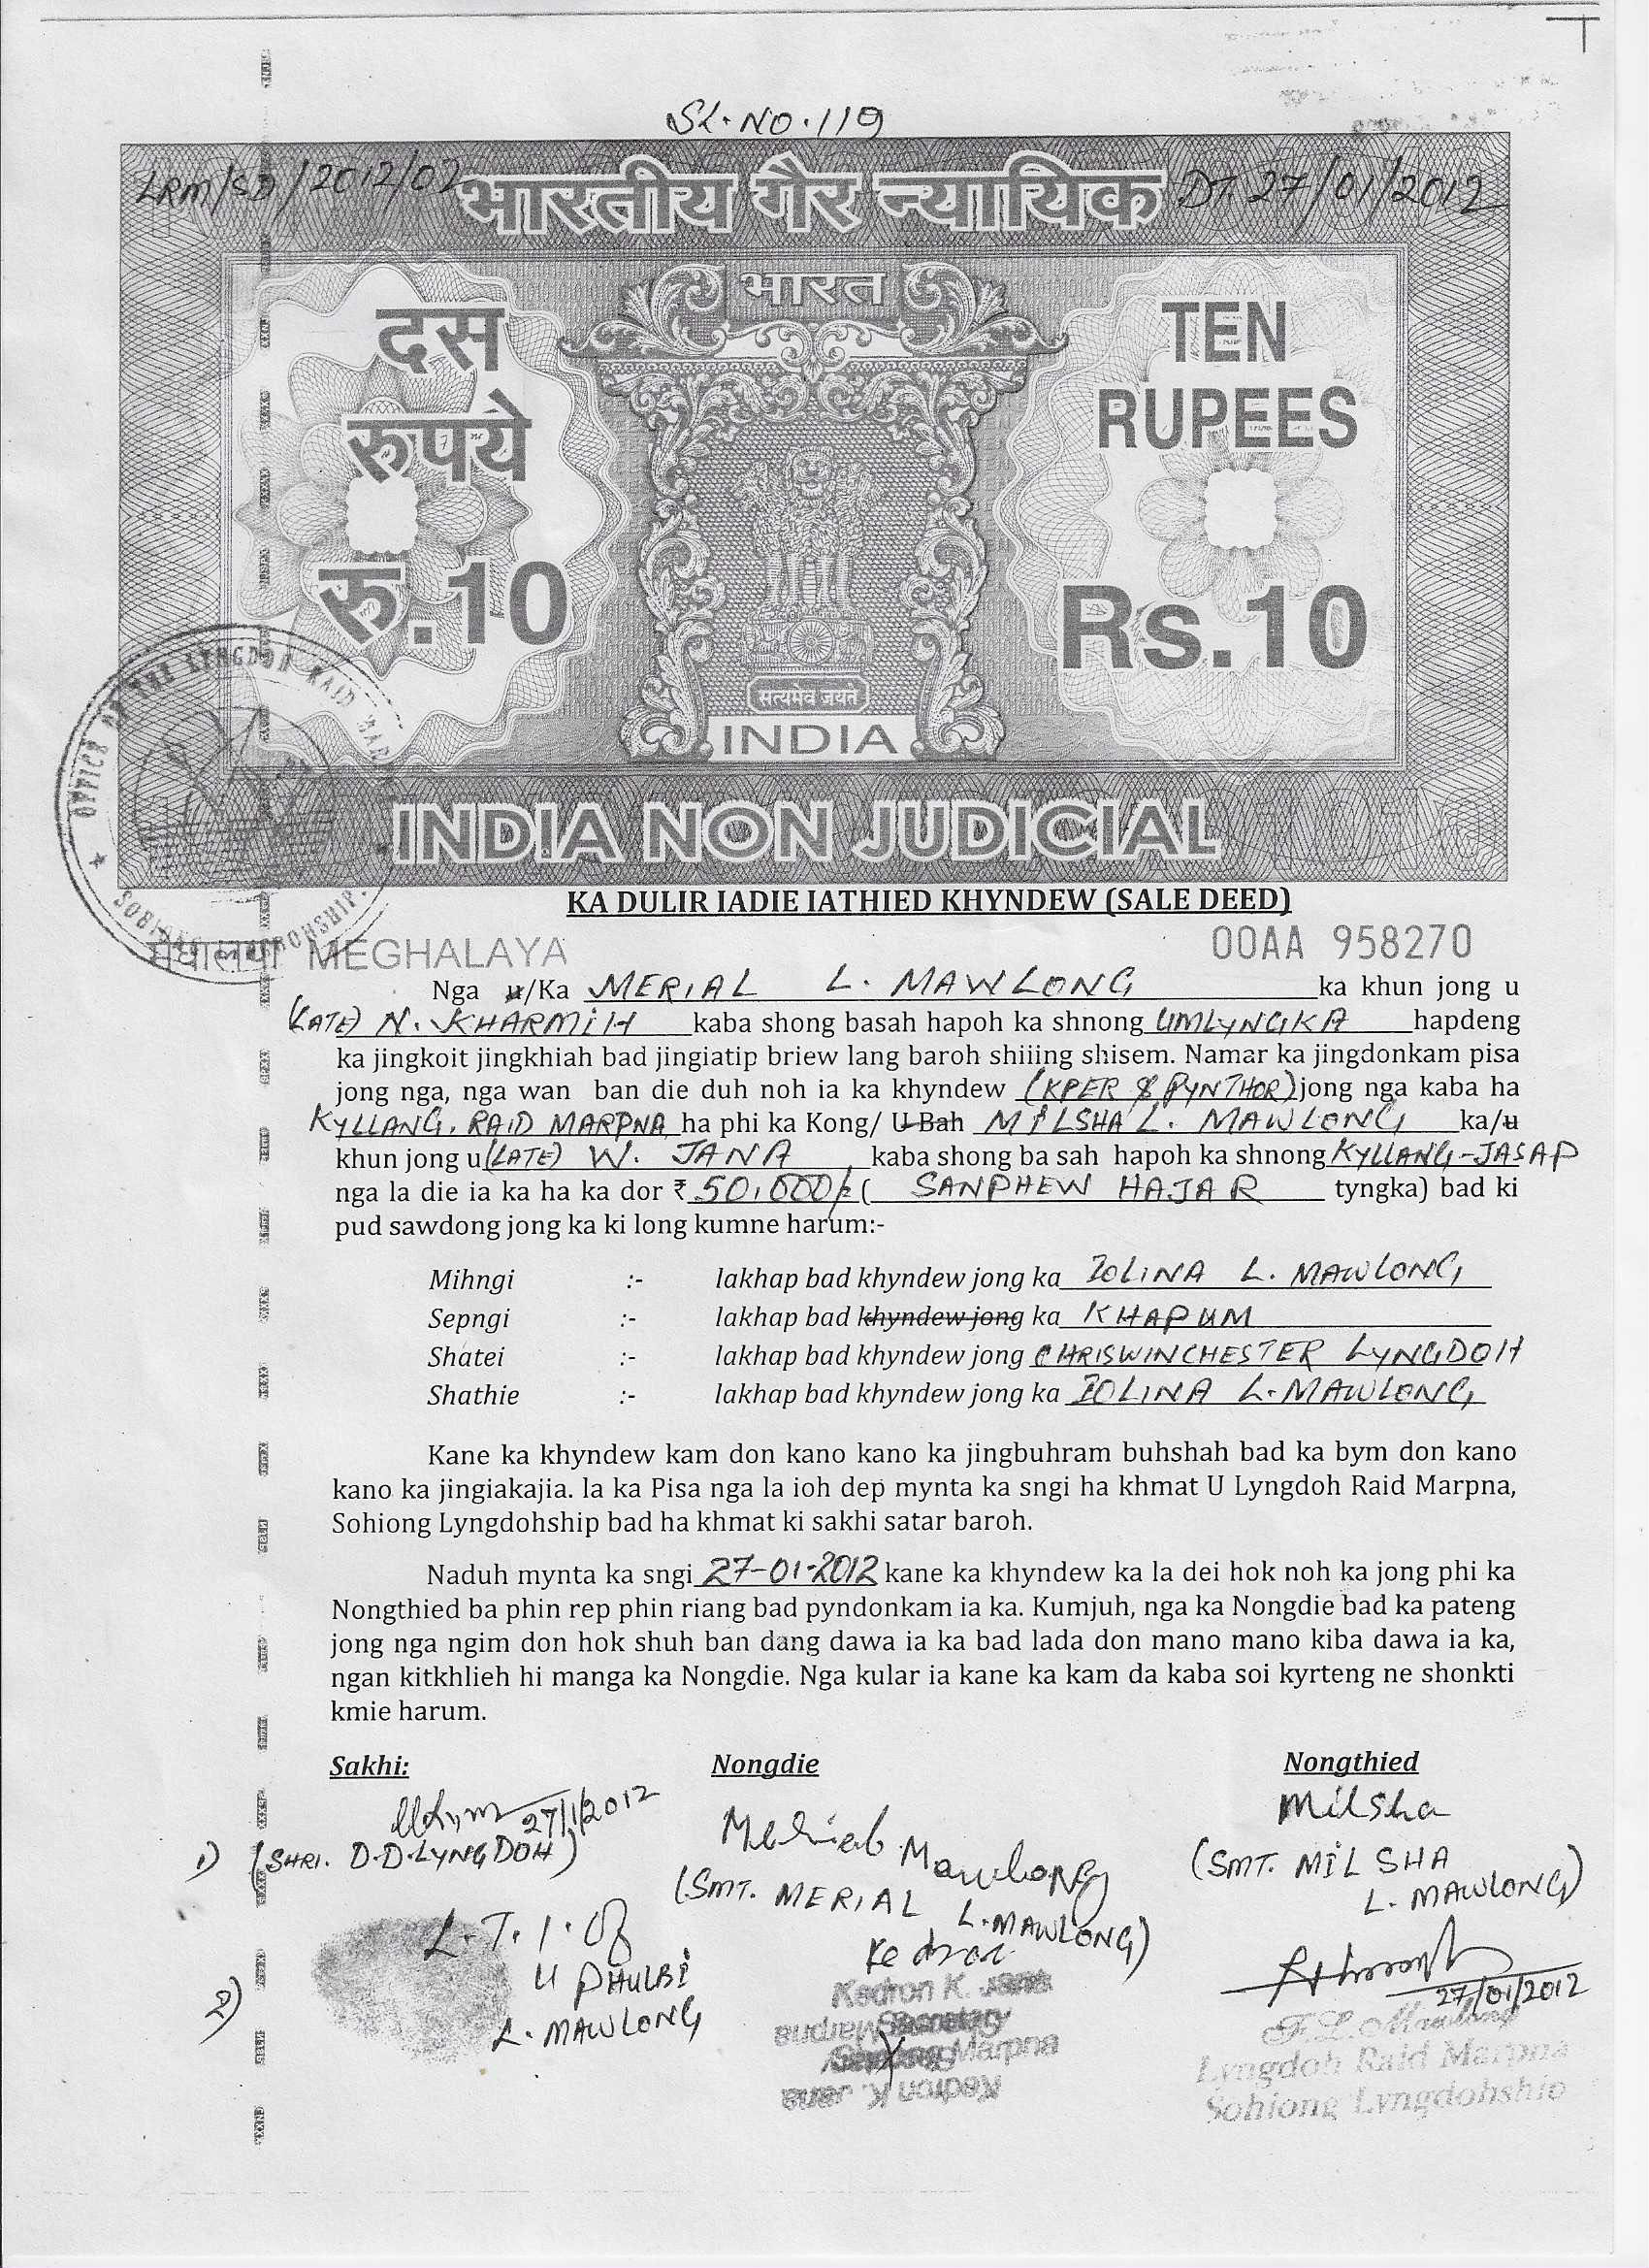 SL.NO.119
LRM/SD/2012/02 भारतीय गैर न्यायिक DT. 27/01/2012
भारत
दस
रुपये
रु.10
TEN
RUPEES
Rs.10
सत्यमेव जयते
INDIA
INDIA NON JUDICIAL
OFFICE OF THE LYNGDOH RAID MARPNA
SOHIONG LYNGDOHSHIP.
KA DULIR IADIE IATHIED KHYNDEW (SALE DEED)
मेघालय MEGHALAYA 00AA 958270
Nga u/Ka MERIAL L. MAWLONG ka khun jong u
(LATE) N. KHARMIH kaba shong basah hapoh ka shnong UMLYNGKA hapdeng
ka jingkoit jingkhiah bad jingiatip briew lang baroh shiiing shisem. Namar ka jingdonkam pisa
jong nga, nga wan ban die duh noh ia ka khyndew (KPER & PYNTHOR) jong nga kaba ha
KYLLANG, RAID MARPNA ha phi ka Kong/ U Bah MILSHA L. MAWLONG ka/u
khun jong u (LATE) W. JANA, kaba shong ba sah hapoh ka shnong KYLLANG-JASAP
nga la die ia ka ha ka dor ₹ 50,000/- ( SANPHEW HAJAR tyngka) bad ki
pud sawdong jong ka ki long kumne harum:-
Mihngi :- lakhap bad khyndew jong ka ZOLINA L. MAWLONG
Sepngi :- lakhap bad khyndew jong ka KHAPUM
Shatei :- lakhap bad khyndew jong CHRISWINCHESTER LYNGDOH
Shathie :- lakhap bad khyndew jong ka ZOLINA L. MAWLONG
Kane ka khyndew kam don kano kano ka jingbuhram buhshah bad ka bym don kano
kano ka jingiakajia. la ka Pisa nga la ioh dep mynta ka sngi ha khmat U Lyngdoh Raid Marpna,
Sohiong Lyngdohship bad ha khmat ki sakhi satar baroh.
Naduh mynta ka sngi 27-01-2012 kane ka khyndew ka la dei hok noh ka jong phi ka
Nongthied ba phin rep phin riang bad pyndonkam ia ka. Kumjuh, nga ka Nongdie bad ka pateng
jong nga ngim don hok shuh ban dang dawa ia ka bad lada don mano mano kiba dawa ia ka,
ngan kitkhlieh hi manga ka Nongdie. Nga kular ia kane ka kam da kaba soi kyrteng ne shonkti
kmie harum.
Sakhi: Nongdie Nongthied
27/1/2012
1) (SHRI. D.D. LYNGDOH)
2) L.T.I. of
U PHULBI
L. MAWLONG
Merial Mawlong
(SMT. MERIAL L. MAWLONG)
Kedron
Kedron K. Jana
Secretary
Marpna
Kedron K. Jana
Milsha
(SMT. MILSHA
L. MAWLONG)
27/01/2012
F.L. Mawlong
Lyngdoh Raid Marpna
Sohiong Lyngdohship